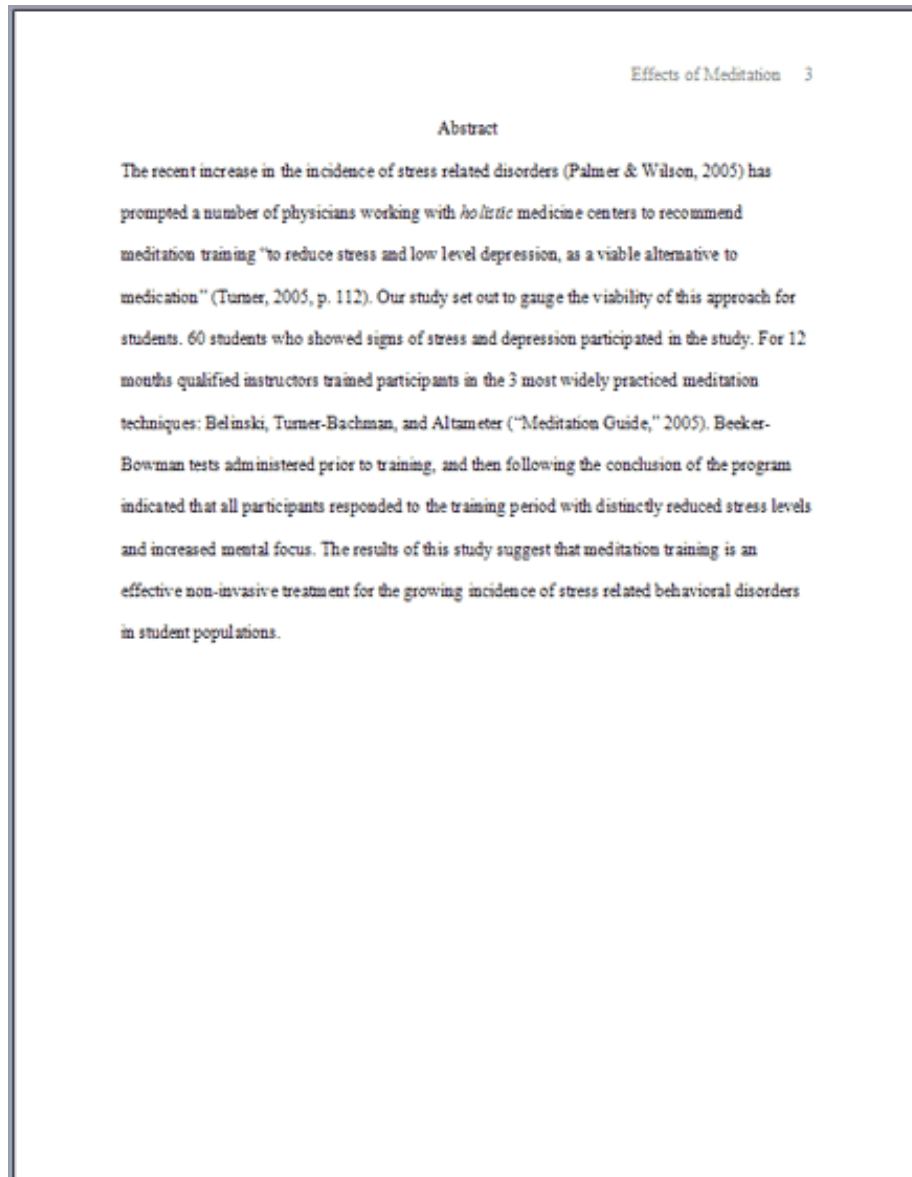 Effects of Meditation 3
Abstract
The recent increase in the incidence of stress related disorders (Palmer & Wilson, 2005) has
prompted a number of physicians working with holistic medicine centers to recommend
meditation training “to reduce stress and low level depression, as a viable alternative to
medication” (Turner, 2005, p. 112). Our study set out to gauge the viability of this approach for
students. 60 students who showed signs of stress and depression participated in the study. For 12
months qualified instructors trained participants in the 3 most widely practiced meditation
techniques: Belinski, Turner-Bachman, and Altameter (“Meditation Guide,” 2005). Beeker-
Bowman tests administered prior to training, and then following the conclusion of the program
indicated that all participants responded to the training period with distinctly reduced stress levels
and increased mental focus. The results of this study suggest that meditation training is an
effective non-invasive treatment for the growing incidence of stress related behavioral disorders
in student populations.